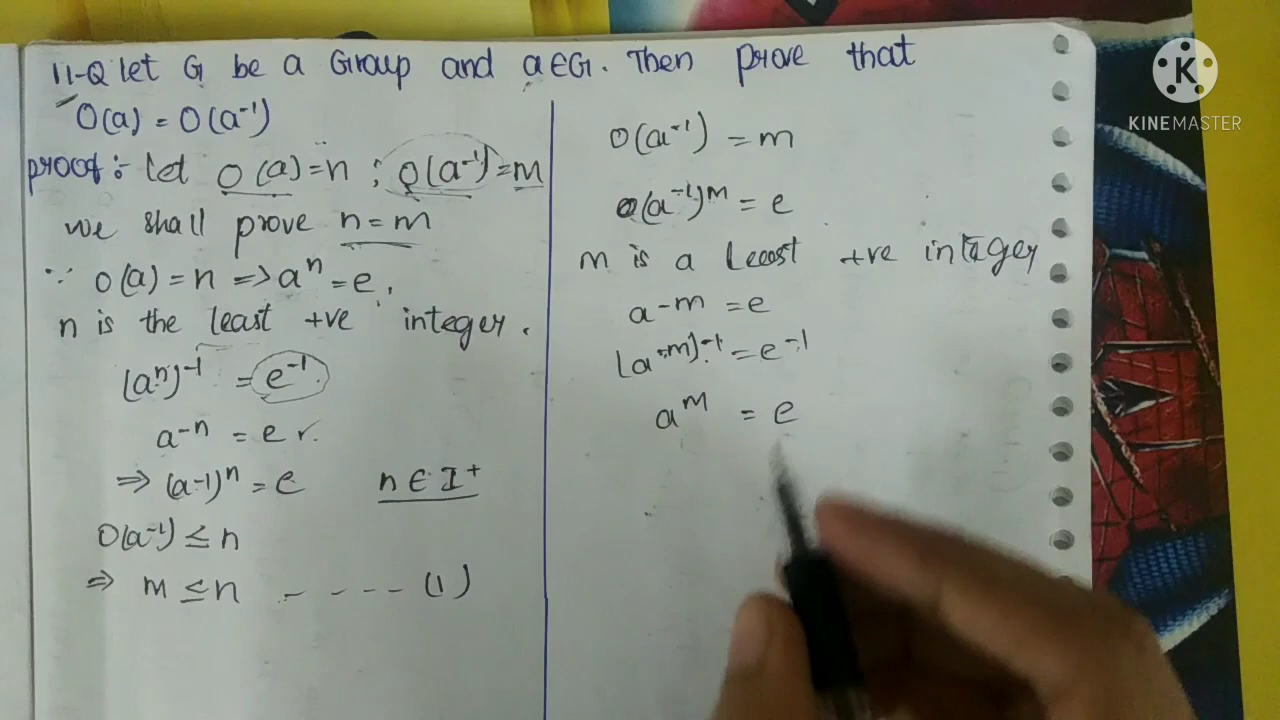 11-Q let G be a Group and a∈G. Then prove that
O(a) = O(a⁻¹)
proof :- let O(a)=n ; O(a⁻¹)=m
we shall prove n=m
∵ O(a) = n ⇒ aⁿ = e,
n is the least +ve integer.
(aⁿ)⁻¹ = e⁻¹
a⁻ⁿ = e
⇒ (a⁻¹)ⁿ = e n ∈ I⁺
O(a⁻¹) ≤ n
⇒ m ≤ n - - - - - (1)
O(a⁻¹) = m
(a⁻¹)ᵐ = e
m is a least +ve integer
a⁻ᵐ = e
(a⁻ᵐ)⁻¹ = e⁻¹
aᵐ = e
K
KINEMASTER